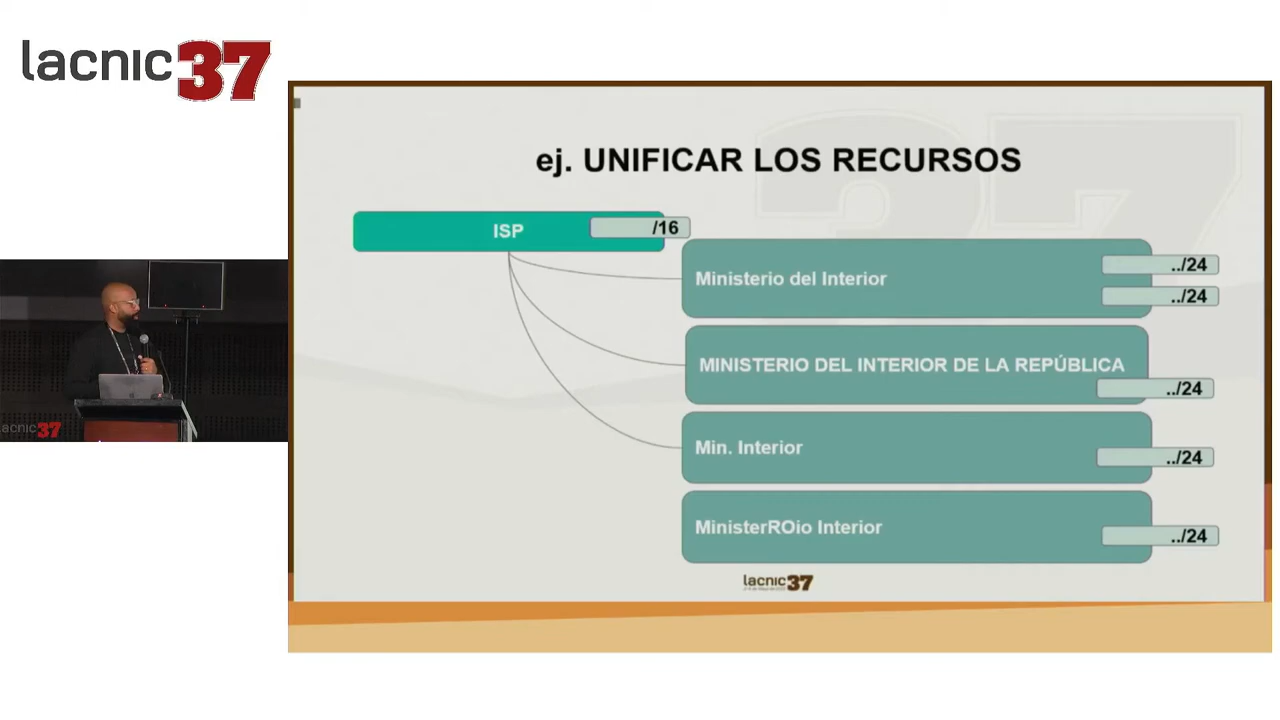 lacnic37
ej. UNIFICAR LOS RECURSOS
ISP
/16
Ministerio del Interior
../24
../24
MINISTERIO DEL INTERIOR DE LA REPÚBLICA
../24
Min. Interior
../24
MinisterROio Interior
../24
lacnic37
lacnic37